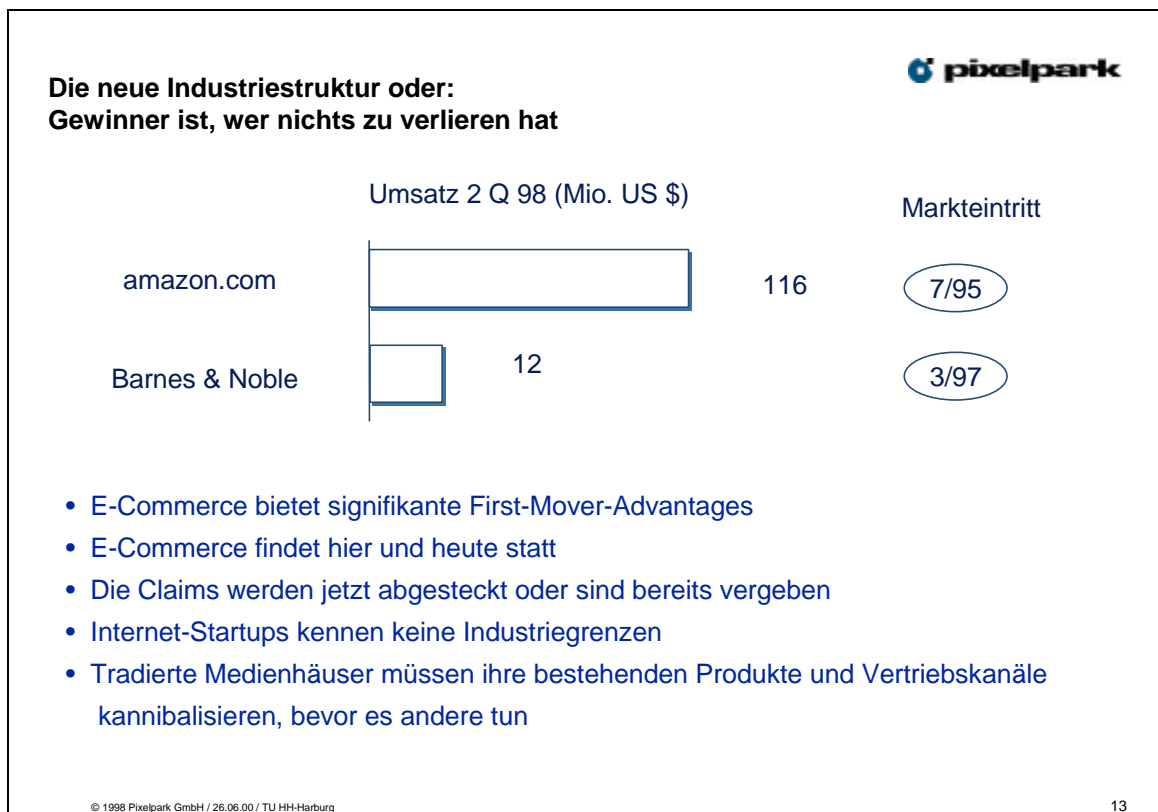 Die neue Industriestruktur oder:
Gewinner ist, wer nichts zu verlieren hat
pixelpark
Umsatz 2 Q 98 (Mio. US $)
Markteintritt
amazon.com
116
7/95
Barnes & Noble
12
3/97
• E-Commerce bietet signifikante First-Mover-Advantages
• E-Commerce findet hier und heute statt
• Die Claims werden jetzt abgesteckt oder sind bereits vergeben
• Internet-Startups kennen keine Industriegrenzen
• Tradierte Medienhäuser müssen ihre bestehenden Produkte und Vertriebskanäle
kannibalisieren, bevor es andere tun
© 1998 Pixelpark GmbH / 26.06.00 / TU HH-Harburg
13